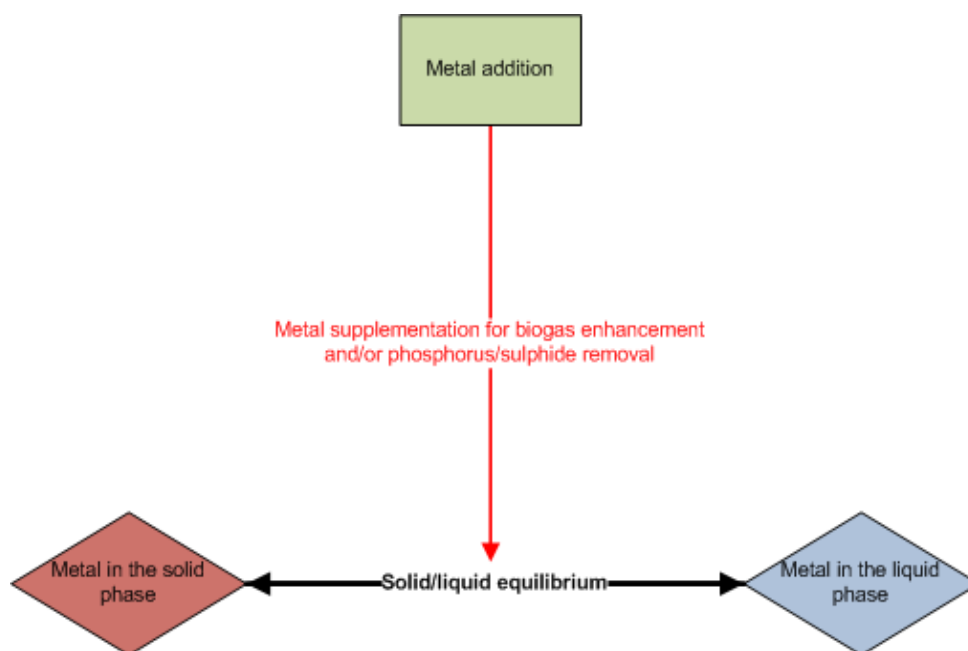 Metal addition
Metal supplementation for biogas enhancement
and/or phosphorus/sulphide removal
Metal in the solid
phase
Solid/liquid equilibrium
Metal in the liquid
phase